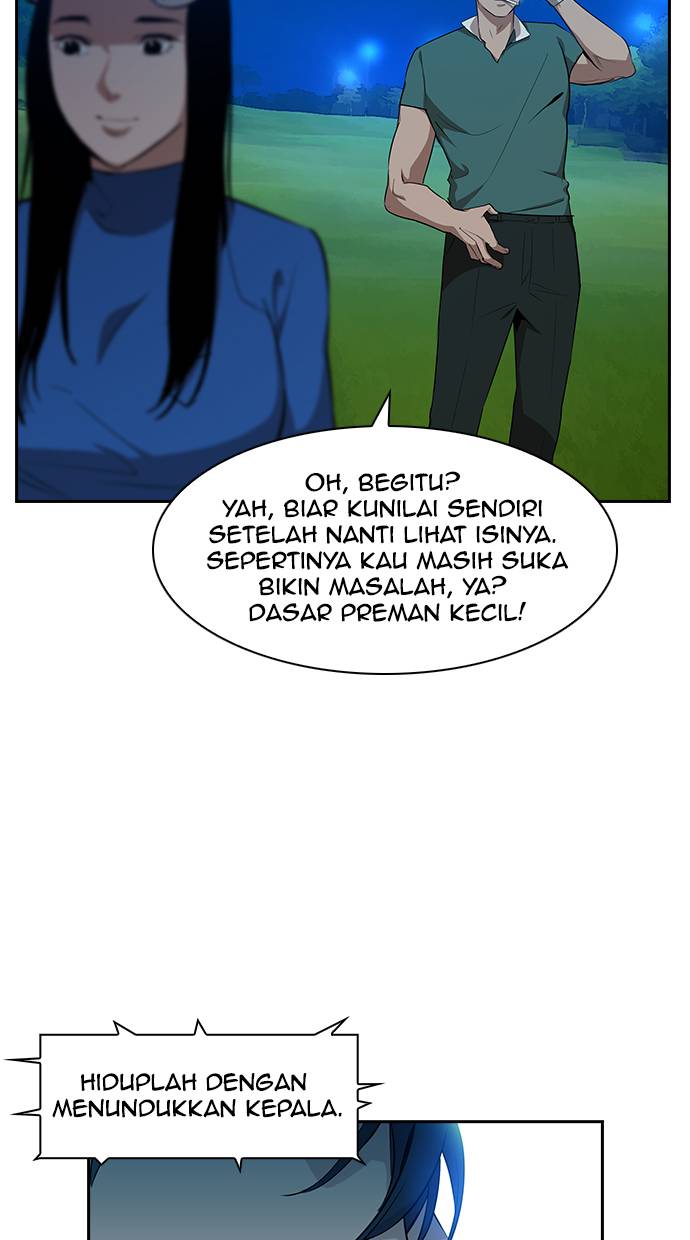 OH, BEGITU?
YAH, BIAR KUNILAI SENDIRI
SETELAH NANTI LIHAT ISINYA.
SEPERTINYA KAU MASIH SUKA
BIKIN MASALAH, YA?
DASAR PREMAN KECIL!
HIDUPLAH DENGAN
MENUNDUKKAN KEPALA.